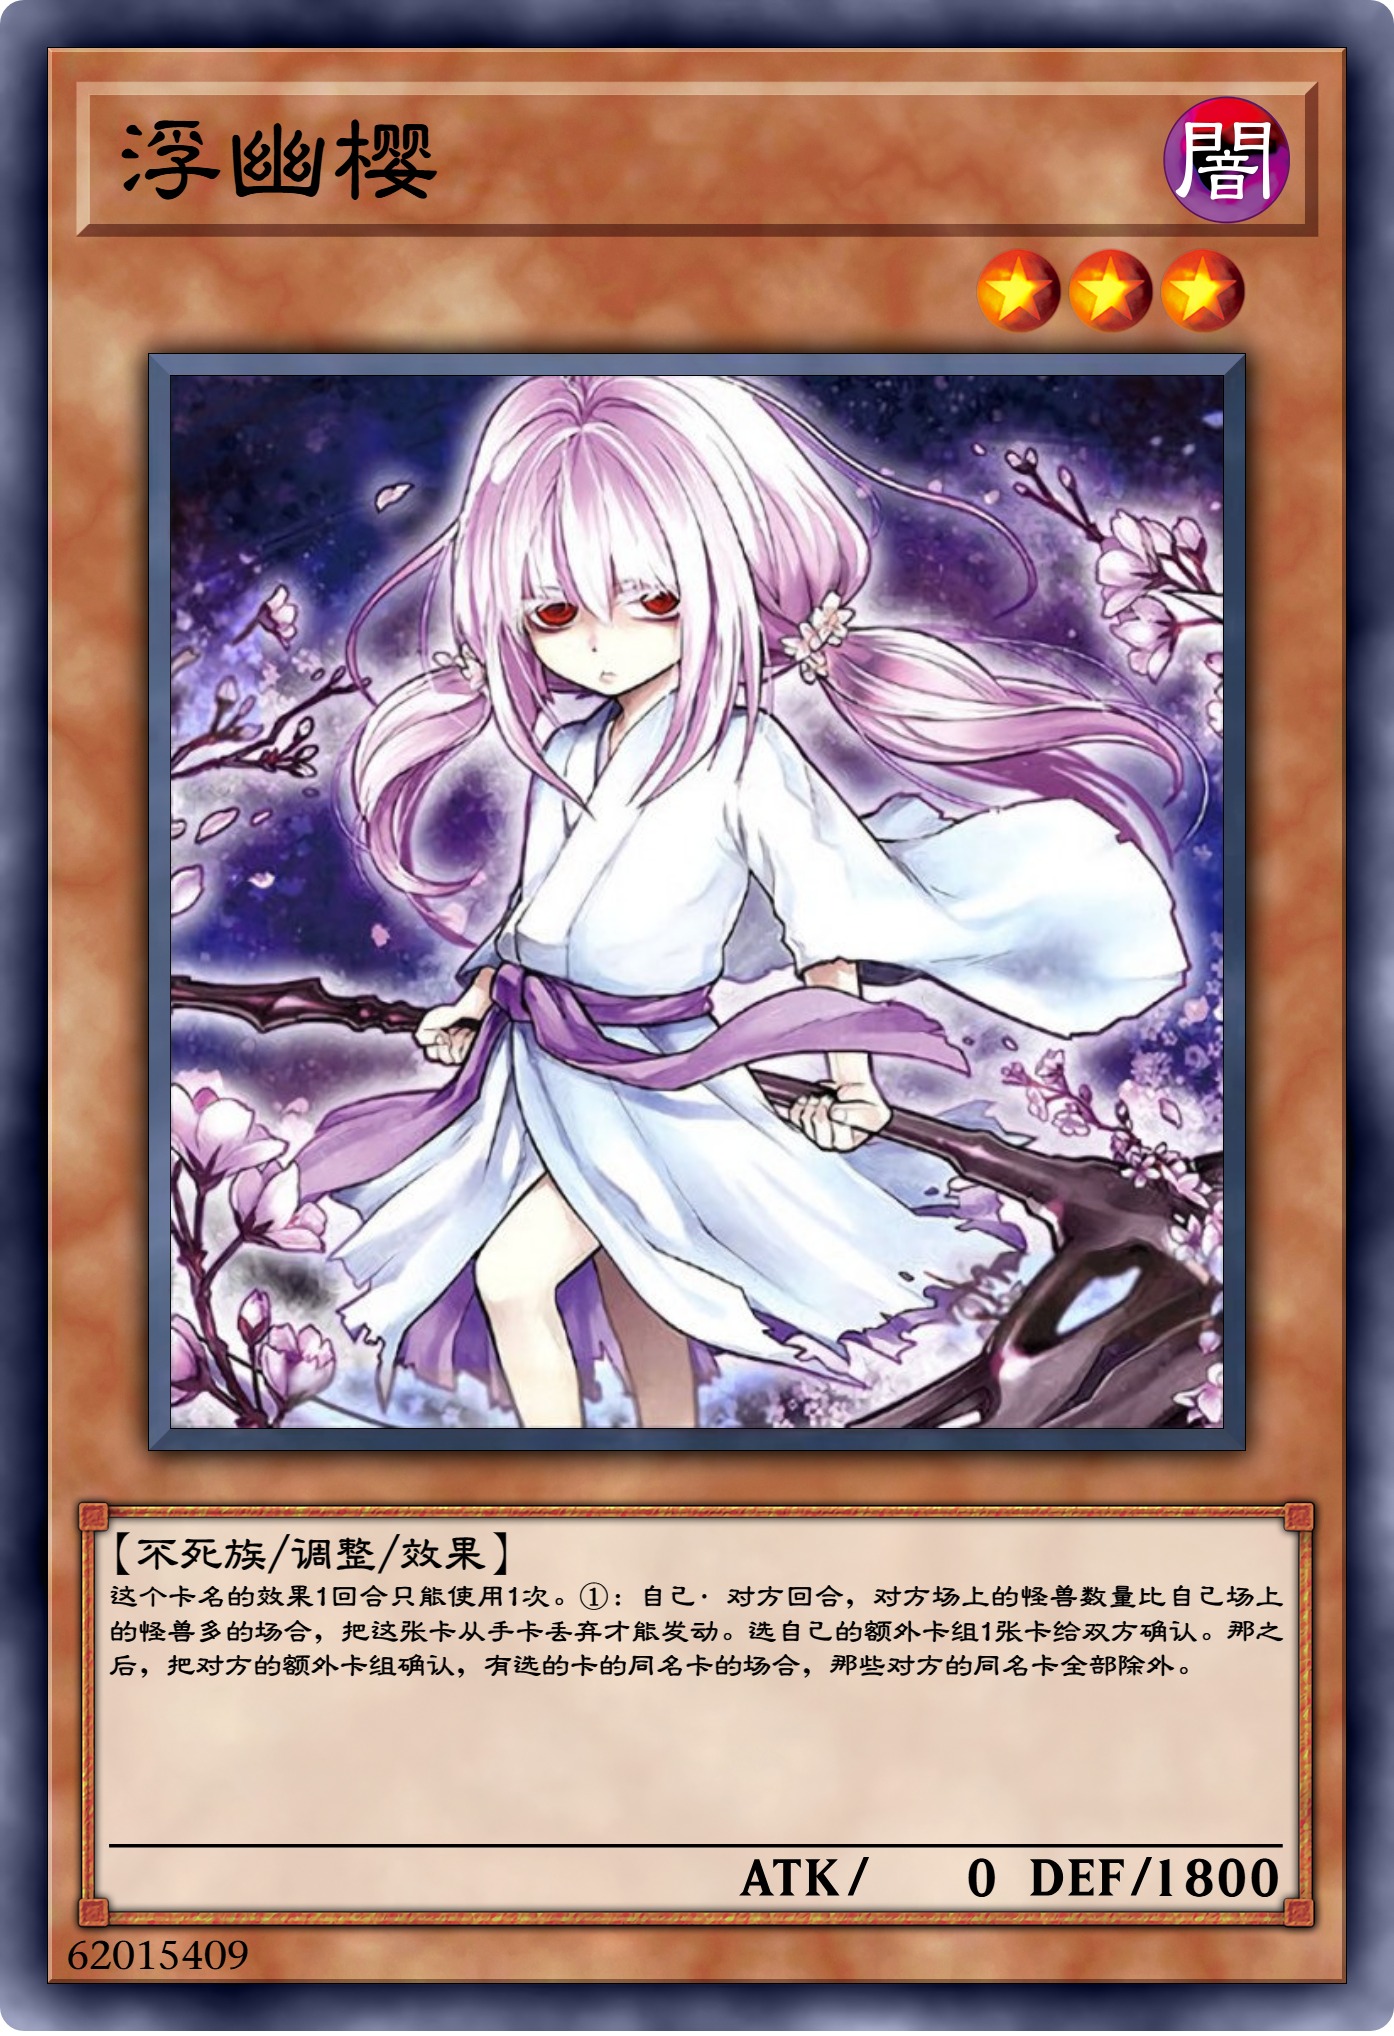 浮幽樱
闇
【不死族/调整/效果】
这个卡名的效果1回合只能使用1次。①：自己·对方回合，对方场上的怪兽数量比自己场上
的怪兽多的场合，把这张卡从手卡丢弃才能发动。选自己的额外卡组1张卡给双方确认。那之
后，把对方的额外卡组确认，有选的卡的同名卡的场合，那些对方的同名卡全部除外。
ATK/ 0 DEF/1800
62015409